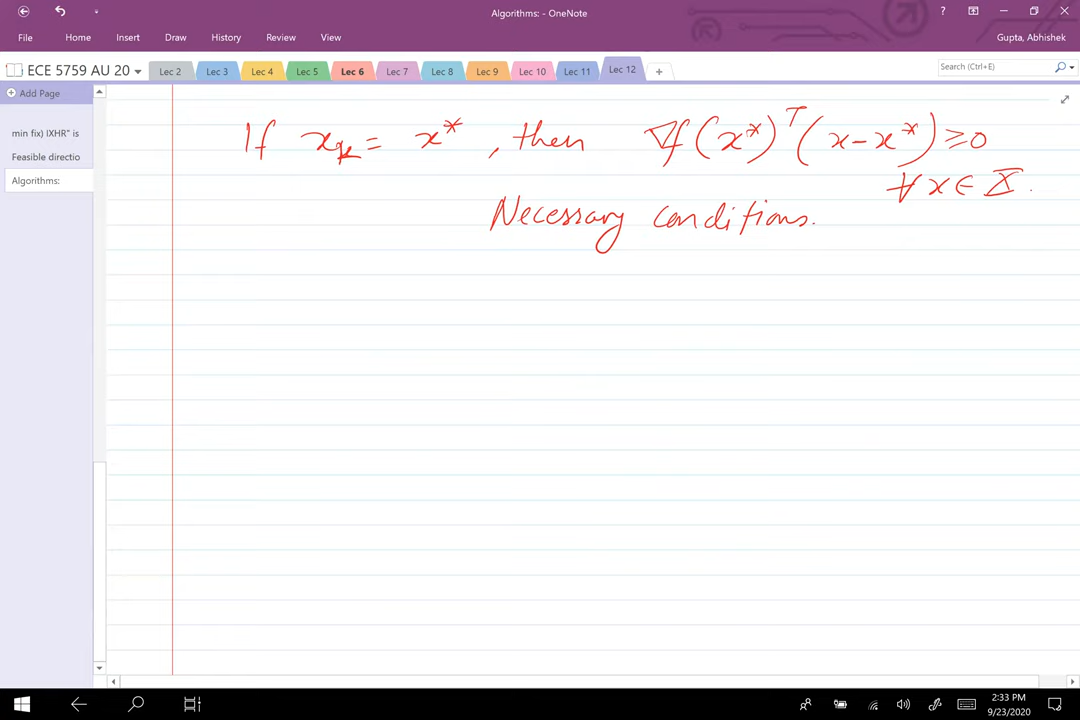 Algorithms: - OneNote
?
File
Home
Insert
Draw
History
Review
View
Gupta, Abhishek
ECE 5759 AU 20
Lec 2
Lec 3
Lec 4
Lec 5
Lec 6
Lec 7
Lec 8
Lec 9
Lec 10
Lec 11
Lec 12
+
Search (Ctrl+E)
Add Page
min f(x) IXHR" is
Feasible directio
Algorithms:
If xₖ = x*, then ∇f(x*)ᵀ(x-x*) ≥ 0
∀ x ∈ X.
Necessary conditions.
2:33 PM
9/23/2020